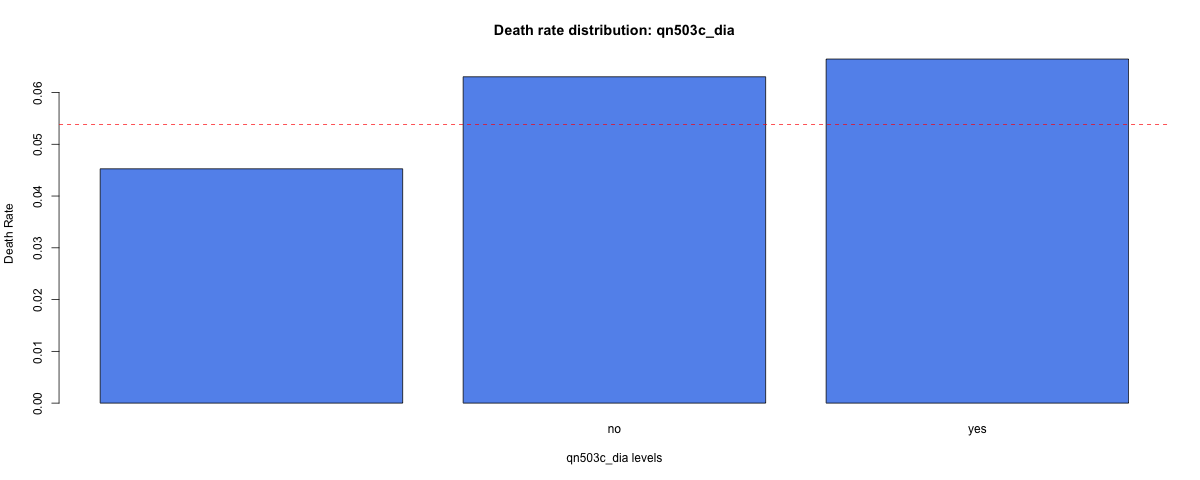 Death rate distribution: qn503c_dia
Death Rate
0.06
0.05
0.04
0.03
0.02
0.01
0.00
no yes
qn503c_dia levels